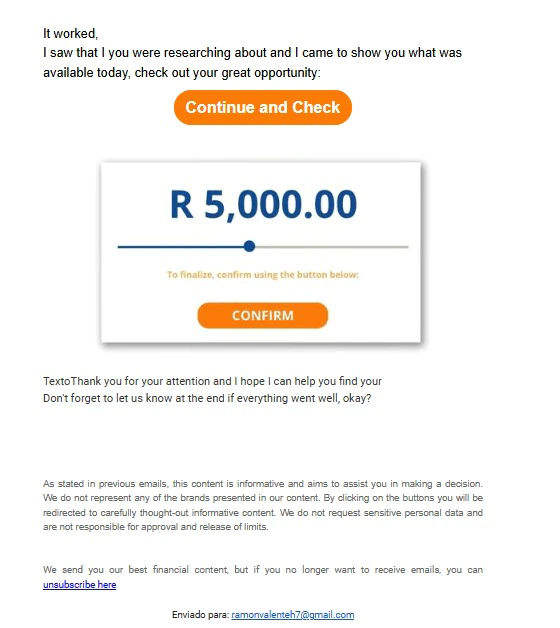 It worked,
I saw that I you were researching about and I came to show you what was
available today, check out your great opportunity:
Continue and Check
R 5,000.00
To finalize, confirm using the button below:
CONFIRM
TextoThank you for your attention and I hope I can help you find your
Don't forget to let us know at the end if everything went well, okay?
As stated in previous emails, this content is informative and aims to assist you in making a decision.
We do not represent any of the brands presented in our content. By clicking on the buttons you will be
redirected to carefully thought-out informative content. We do not request sensitive personal data and
are not responsible for approval and release of limits.
We send you our best financial content, but if you no longer want to receive emails, you can
unsubscribe here
Enviado para: ramonvalenteh7@gmail.com